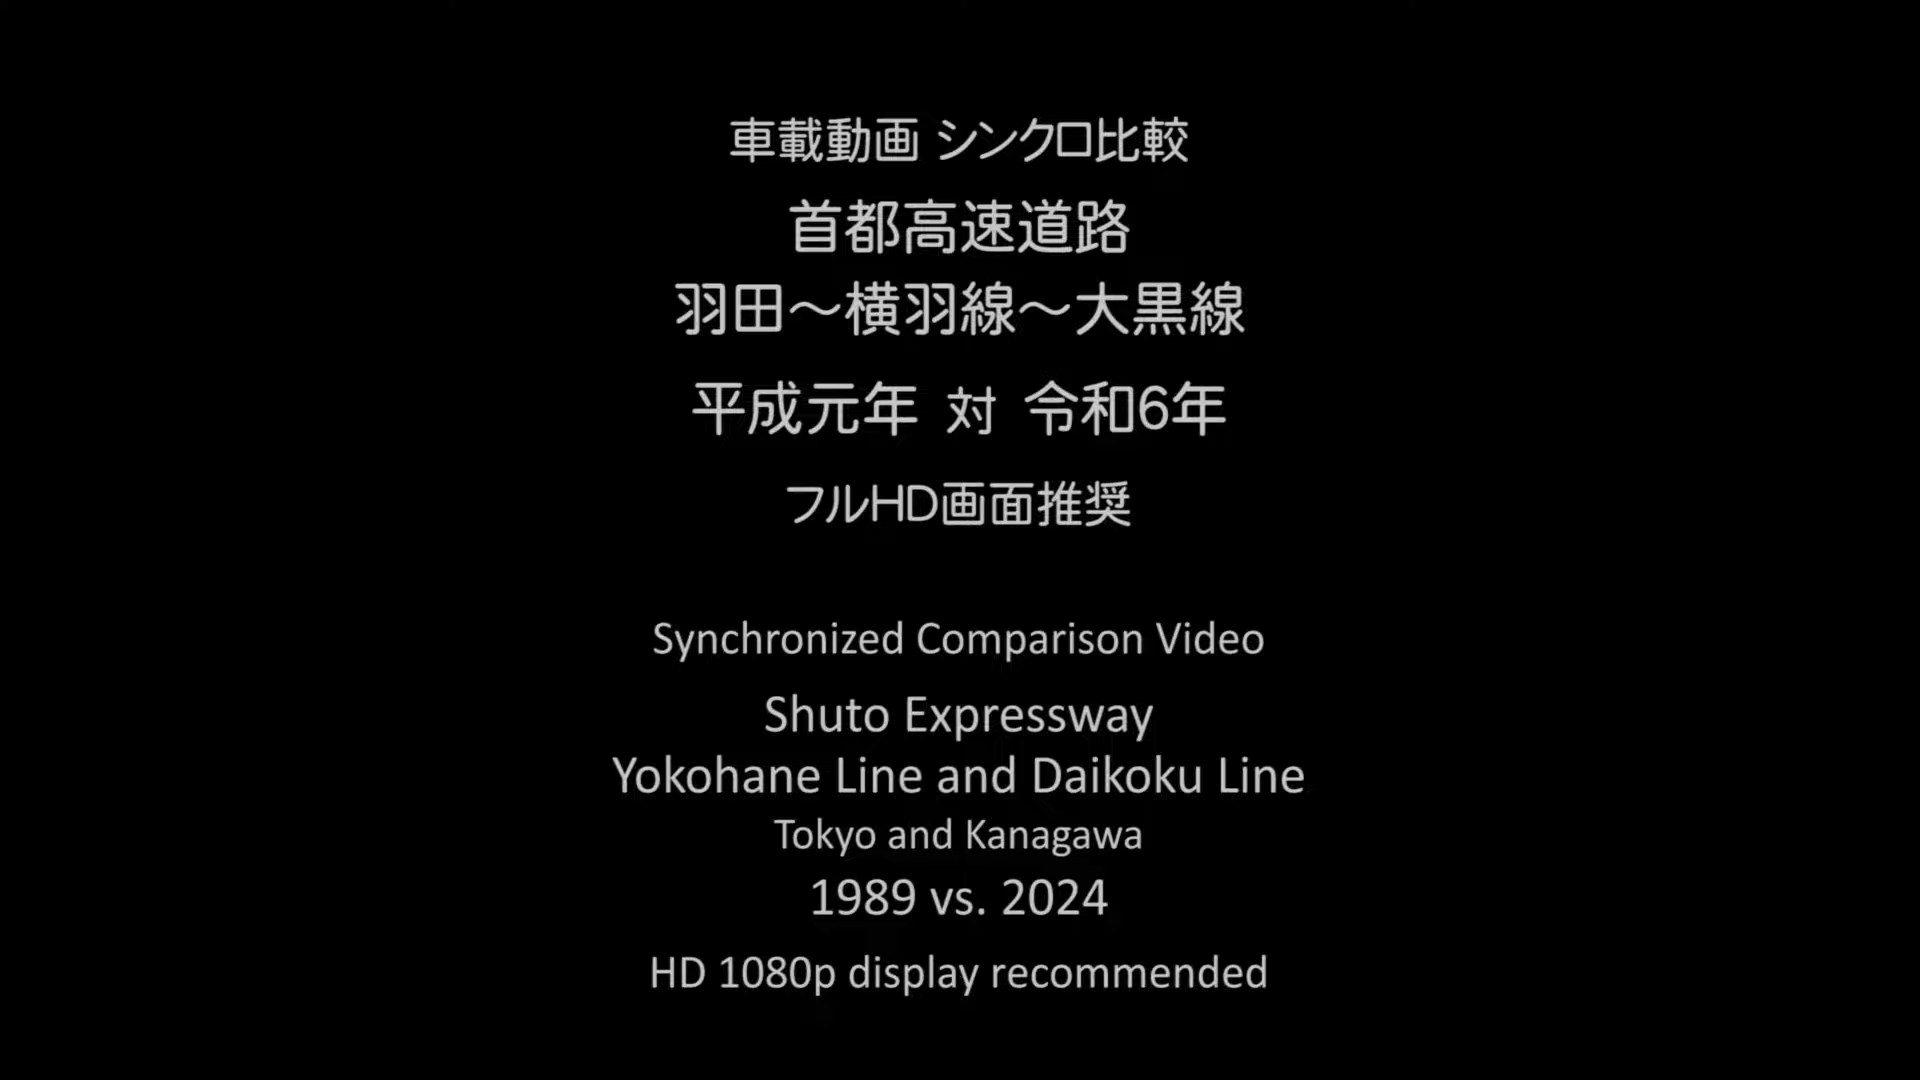 車載動画 シンクロ比較
首都高速道路
羽田～横羽線～大黒線
平成元年 対 令和6年
フルHD画面推奨
Synchronized Comparison Video
Shuto Expressway
Yokohane Line and Daikoku Line
Tokyo and Kanagawa
1989 vs. 2024
HD 1080p display recommended